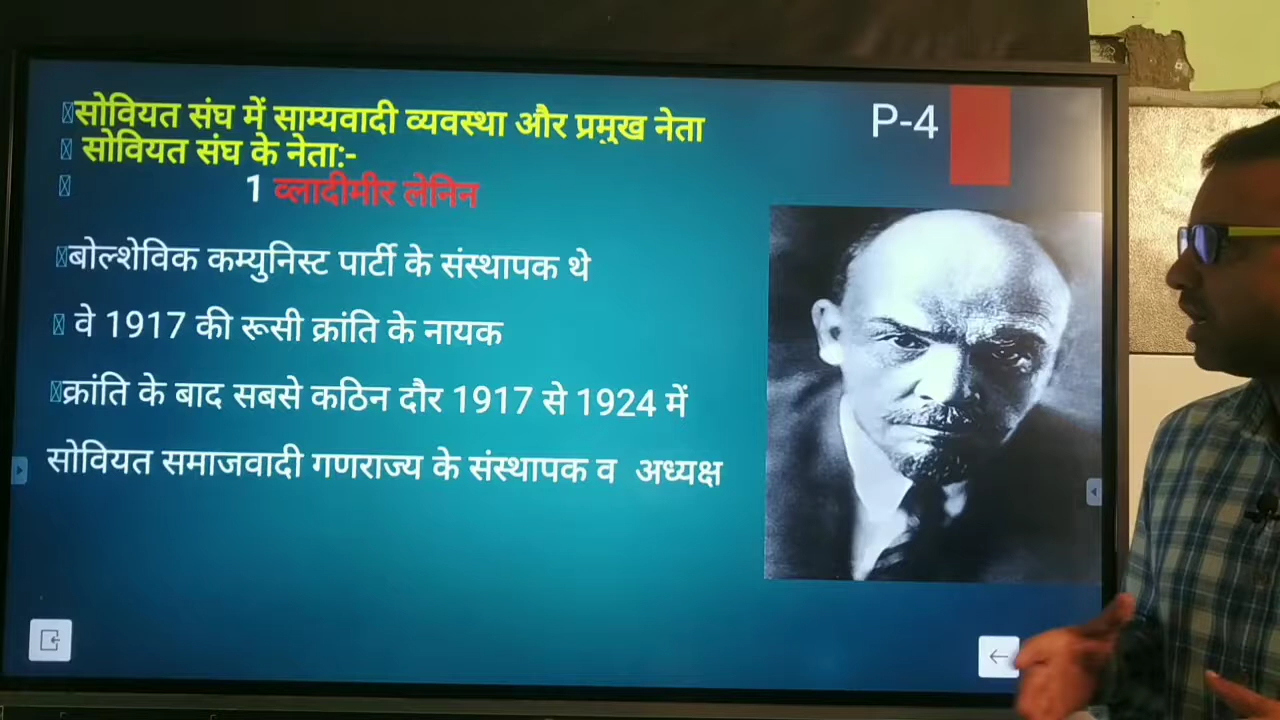 सोवियत संघ में साम्यवादी व्यवस्था और प्रमुख नेता
P-4
सोवियत संघ के नेता:-
1 व्लादीमीर लेनिन
बोल्शेविक कम्युनिस्ट पार्टी के संस्थापक थे
वे 1917 की रूसी क्रांति के नायक
क्रांति के बाद सबसे कठिन दौर 1917 से 1924 में
सोवियत समाजवादी गणराज्य के संस्थापक व अध्यक्ष